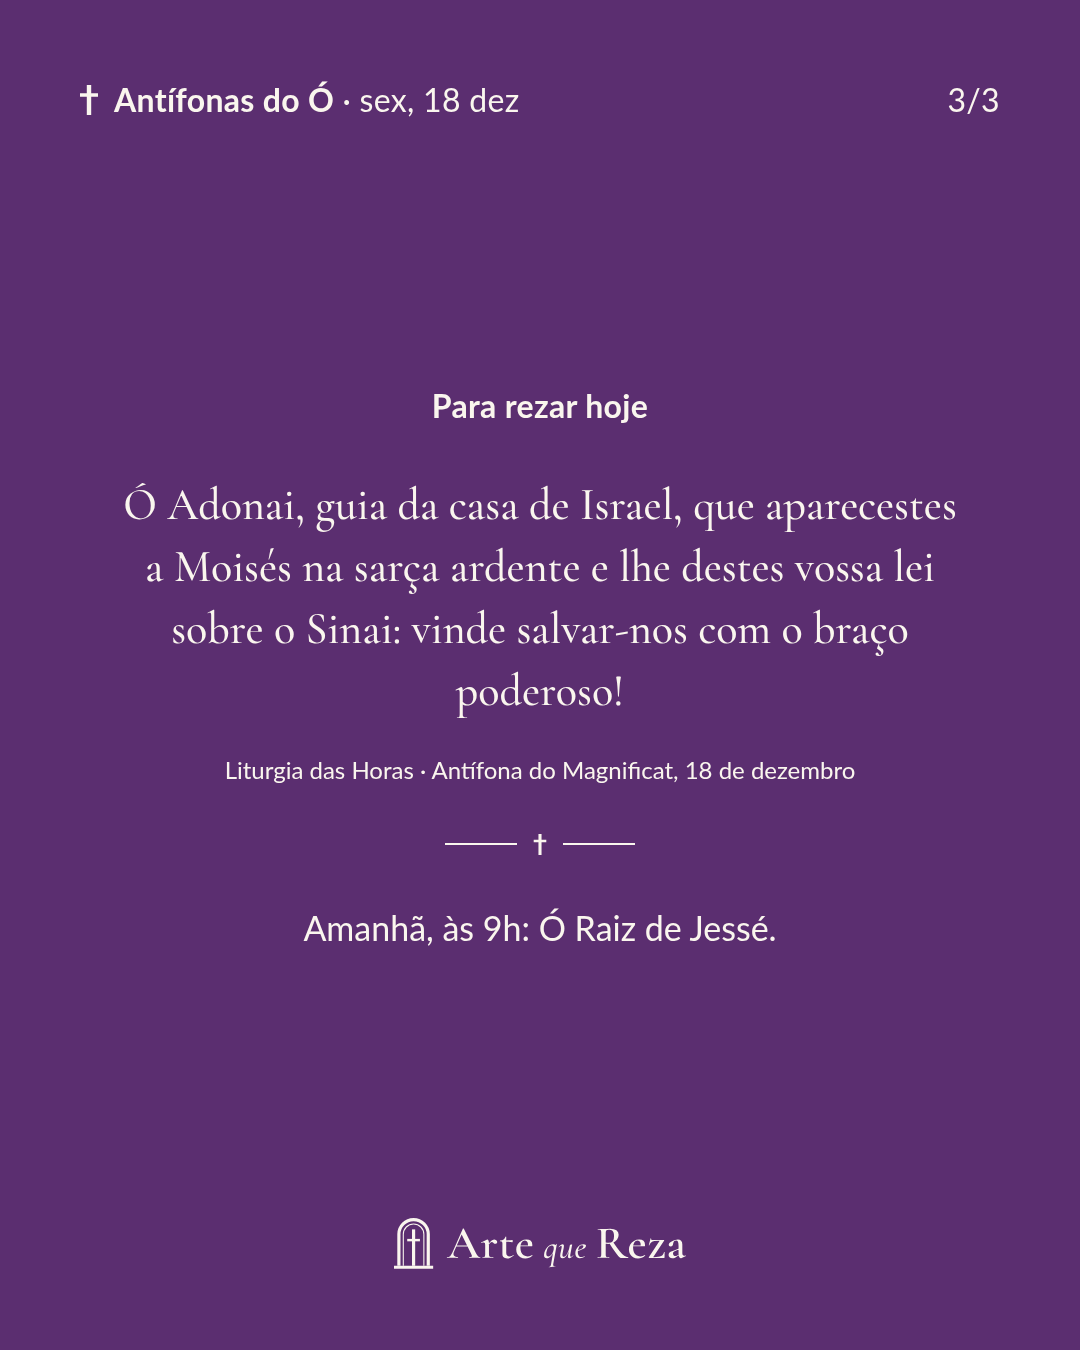 † Antífonas do Ó · sex, 18 dez
3/3
Para rezar hoje
Ó Adonai, guia da casa de Israel, que aparecestes
a Moisés na sarça ardente e lhe destes vossa lei
sobre o Sinai: vinde salvar-nos com o braço
poderoso!
Liturgia das Horas · Antífona do Magnificat, 18 de dezembro
†
Amanhã, às 9h: Ó Raiz de Jessé.
Arte que Reza